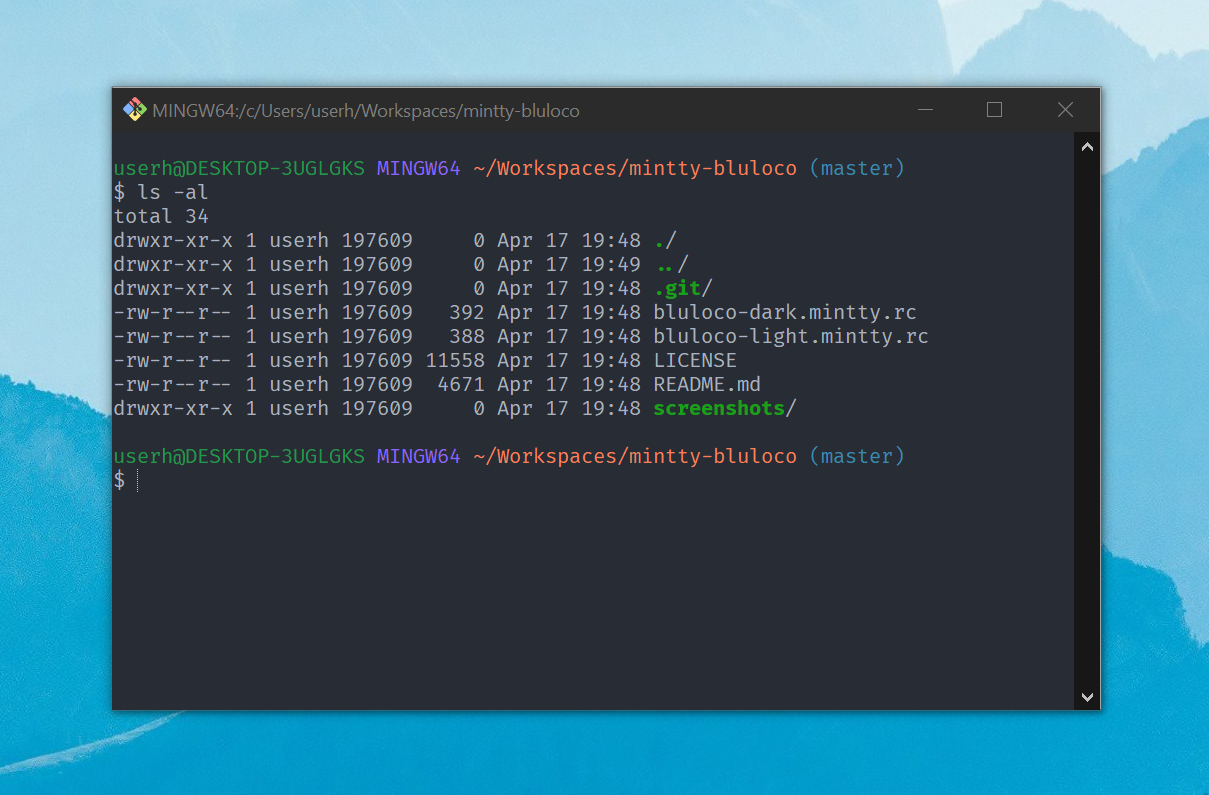 MINGW64:/c/Users/userh/Workspaces/mintty-bluloco
userh@DESKTOP-3UGLGKS MINGW64 ~/Workspaces/mintty-bluloco (master)
$ ls -al
total 34
drwxr-xr-x 1 userh 197609     0 Apr 17 19:48 ./
drwxr-xr-x 1 userh 197609     0 Apr 17 19:49 ../
drwxr-xr-x 1 userh 197609     0 Apr 17 19:48 .git/
-rw-r--r-- 1 userh 197609   392 Apr 17 19:48 bluloco-dark.mintty.rc
-rw-r--r-- 1 userh 197609   388 Apr 17 19:48 bluloco-light.mintty.rc
-rw-r--r-- 1 userh 197609 11558 Apr 17 19:48 LICENSE
-rw-r--r-- 1 userh 197609  4671 Apr 17 19:48 README.md
drwxr-xr-x 1 userh 197609     0 Apr 17 19:48 screenshots/
userh@DESKTOP-3UGLGKS MINGW64 ~/Workspaces/mintty-bluloco (master)
$